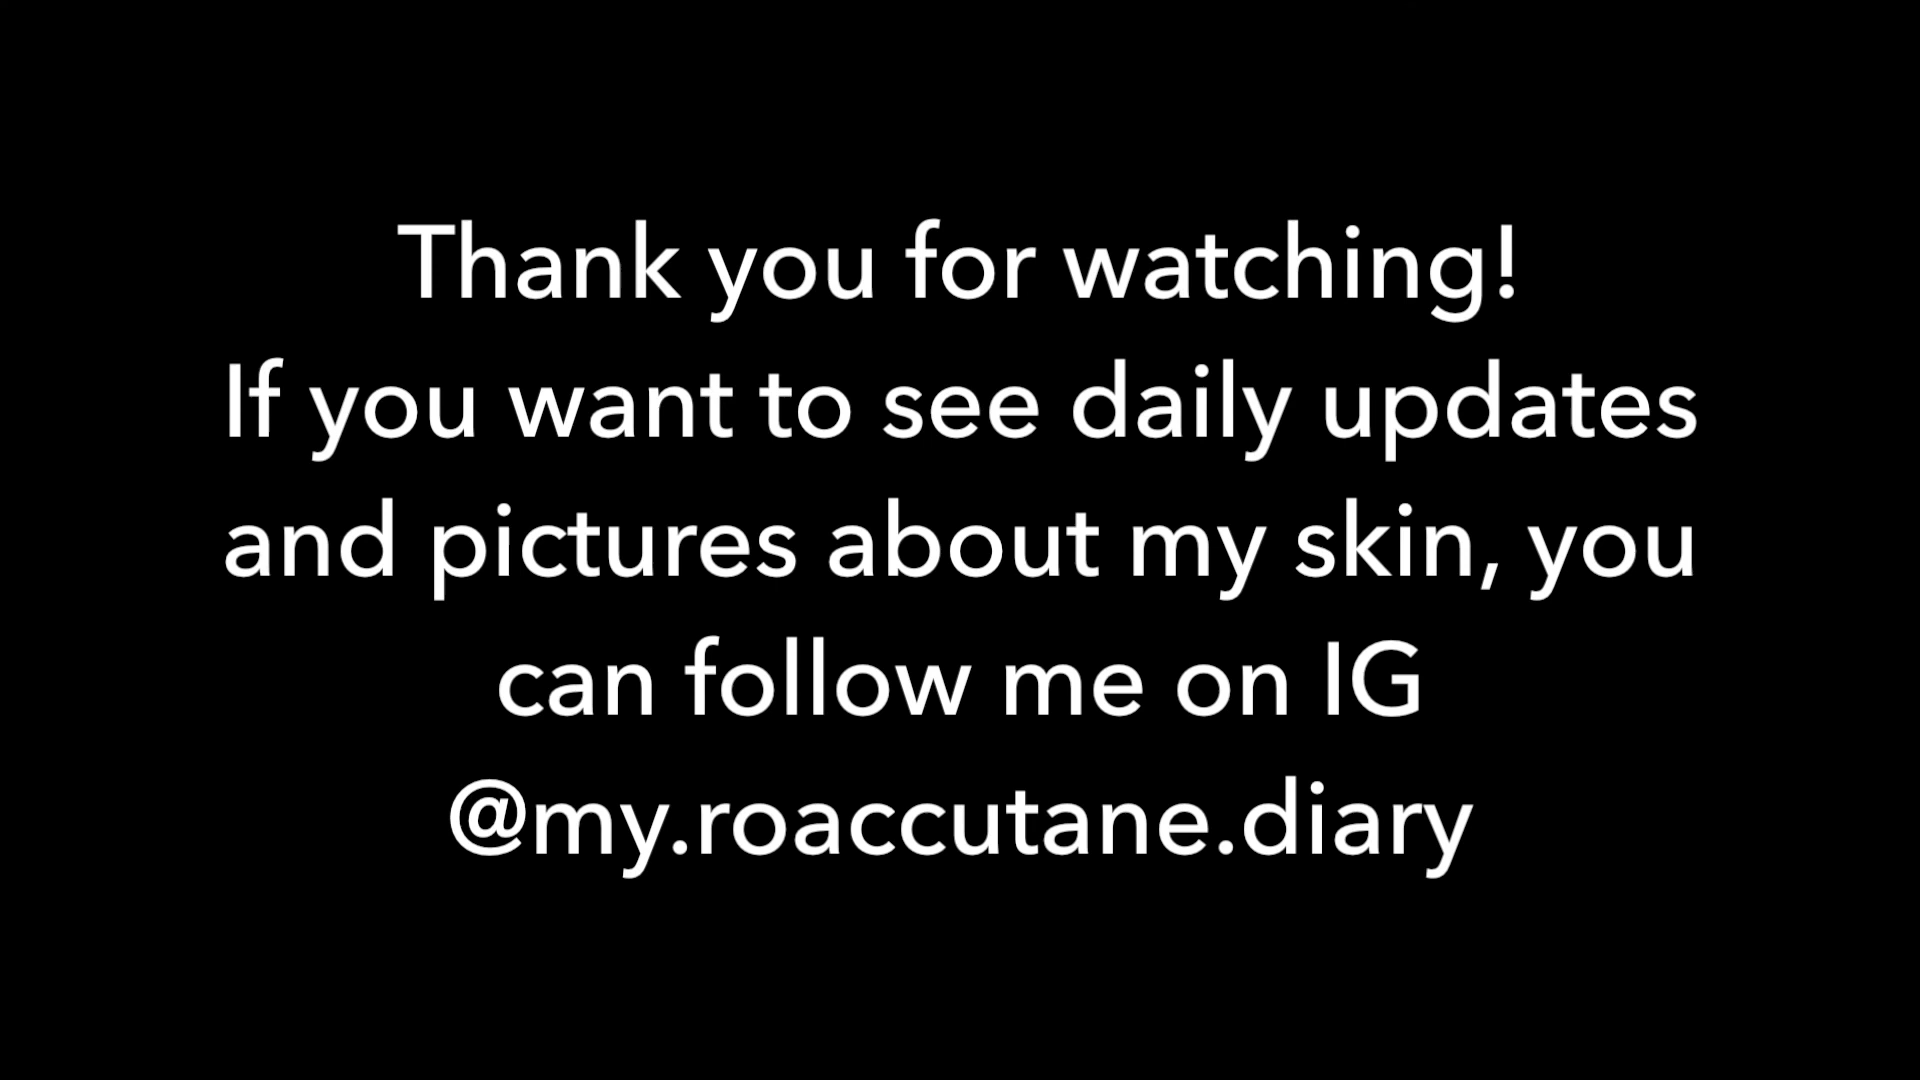 Thank you for watching!
If you want to see daily updates
and pictures about my skin, you
can follow me on IG
@my.roaccutane.diary